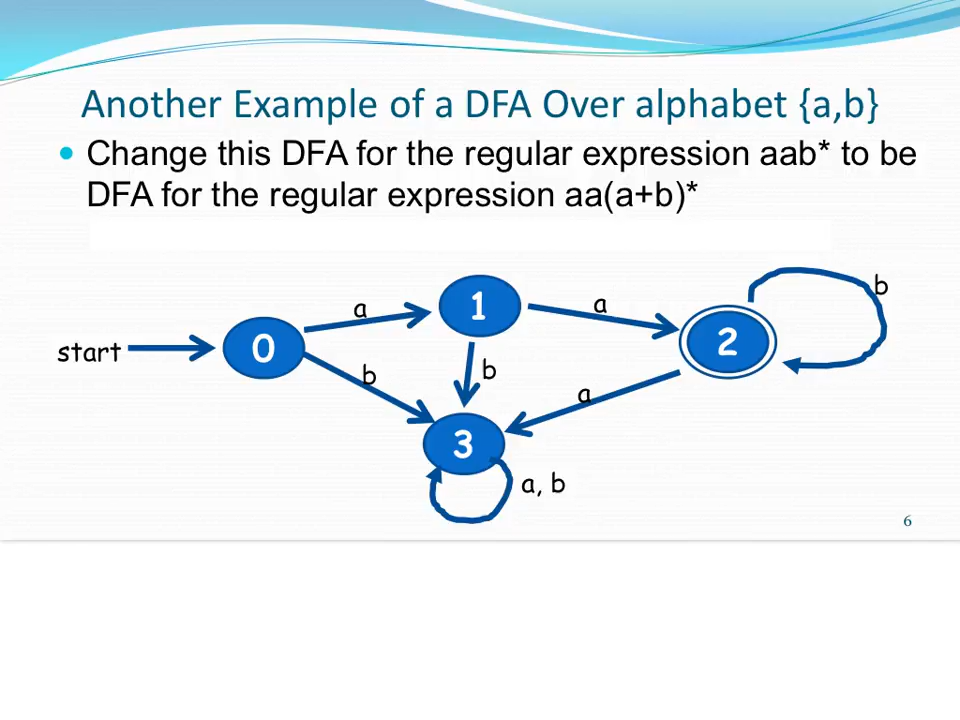 Another Example of a DFA Over alphabet {a,b}
Change this DFA for the regular expression aab* to be
DFA for the regular expression aa(a+b)*
b
1
a
a
start
0
2
b
b
a
3
a, b
6